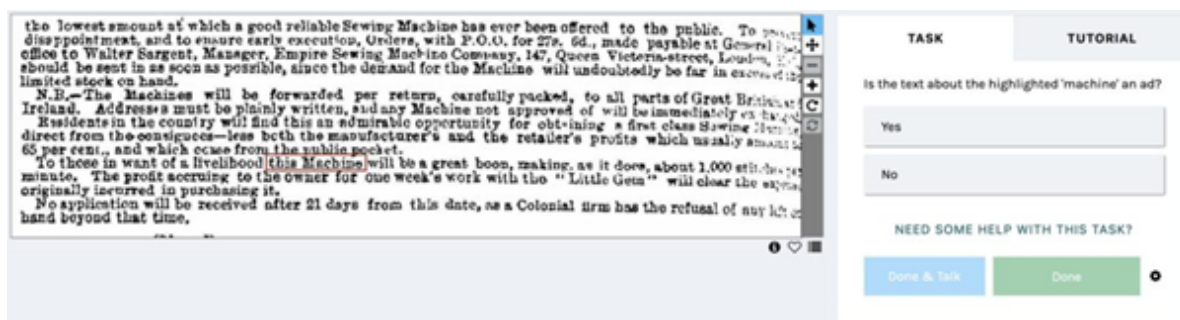 the lowest amount at which a good reliable Sewing Machine has ever been offered to the public. To
disappointment, and to ensure early execution, Orders, with P.O.O. for 27s. 6d., made payable at General
office to Walter Sargent, Manager, Empire Sewing Machine Company, 147, Queen Victoria-street, London,
should be sent in as soon as possible, since the demand for the Machine will undoubtedly be far in excess of the
limited stock on hand.
N.B.—The Machines will be forwarded per return, carefully packed, to all parts of Great Britain
Ireland. Addresses must be plainly written, and any Machine not approved of will be immediately
Residents in the country will find this an admirable opportunity for obt-ining a first class Sewing
direct from the consignees—less both the manufacturer's and the retailer's profits which usually
65 per cent., and which come from the public pocket.
To those in want of a livelihood this Machine will be a great boon, making, as it does, about 1,000
minute. The profit accruing to the owner for one week's work with the "Little Gem" will clear the
originally incurred in purchasing it.
No application will be received after 21 days from this date, as a Colonial firm has the refusal of any
hand beyond that time.
TASK
TUTORIAL
Is the text about the highlighted 'machine' an ad?
Yes
No
NEED SOME HELP WITH THIS TASK?
Done & Talk
Done